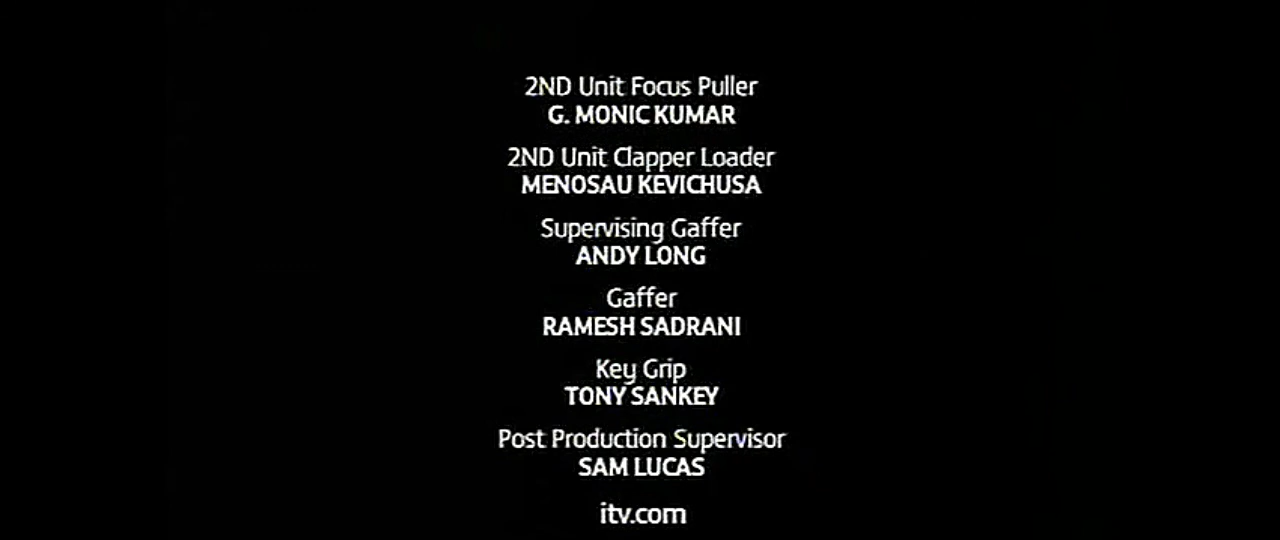 2ND Unit Focus Puller
G. MONIC KUMAR
2ND Unit Clapper Loader
MENOSAU KEVICHUSA
Supervising Gaffer
ANDY LONG
Gaffer
RAMESH SADRANI
Key Grip
TONY SANKEY
Post Production Supervisor
SAM LUCAS
itv.com